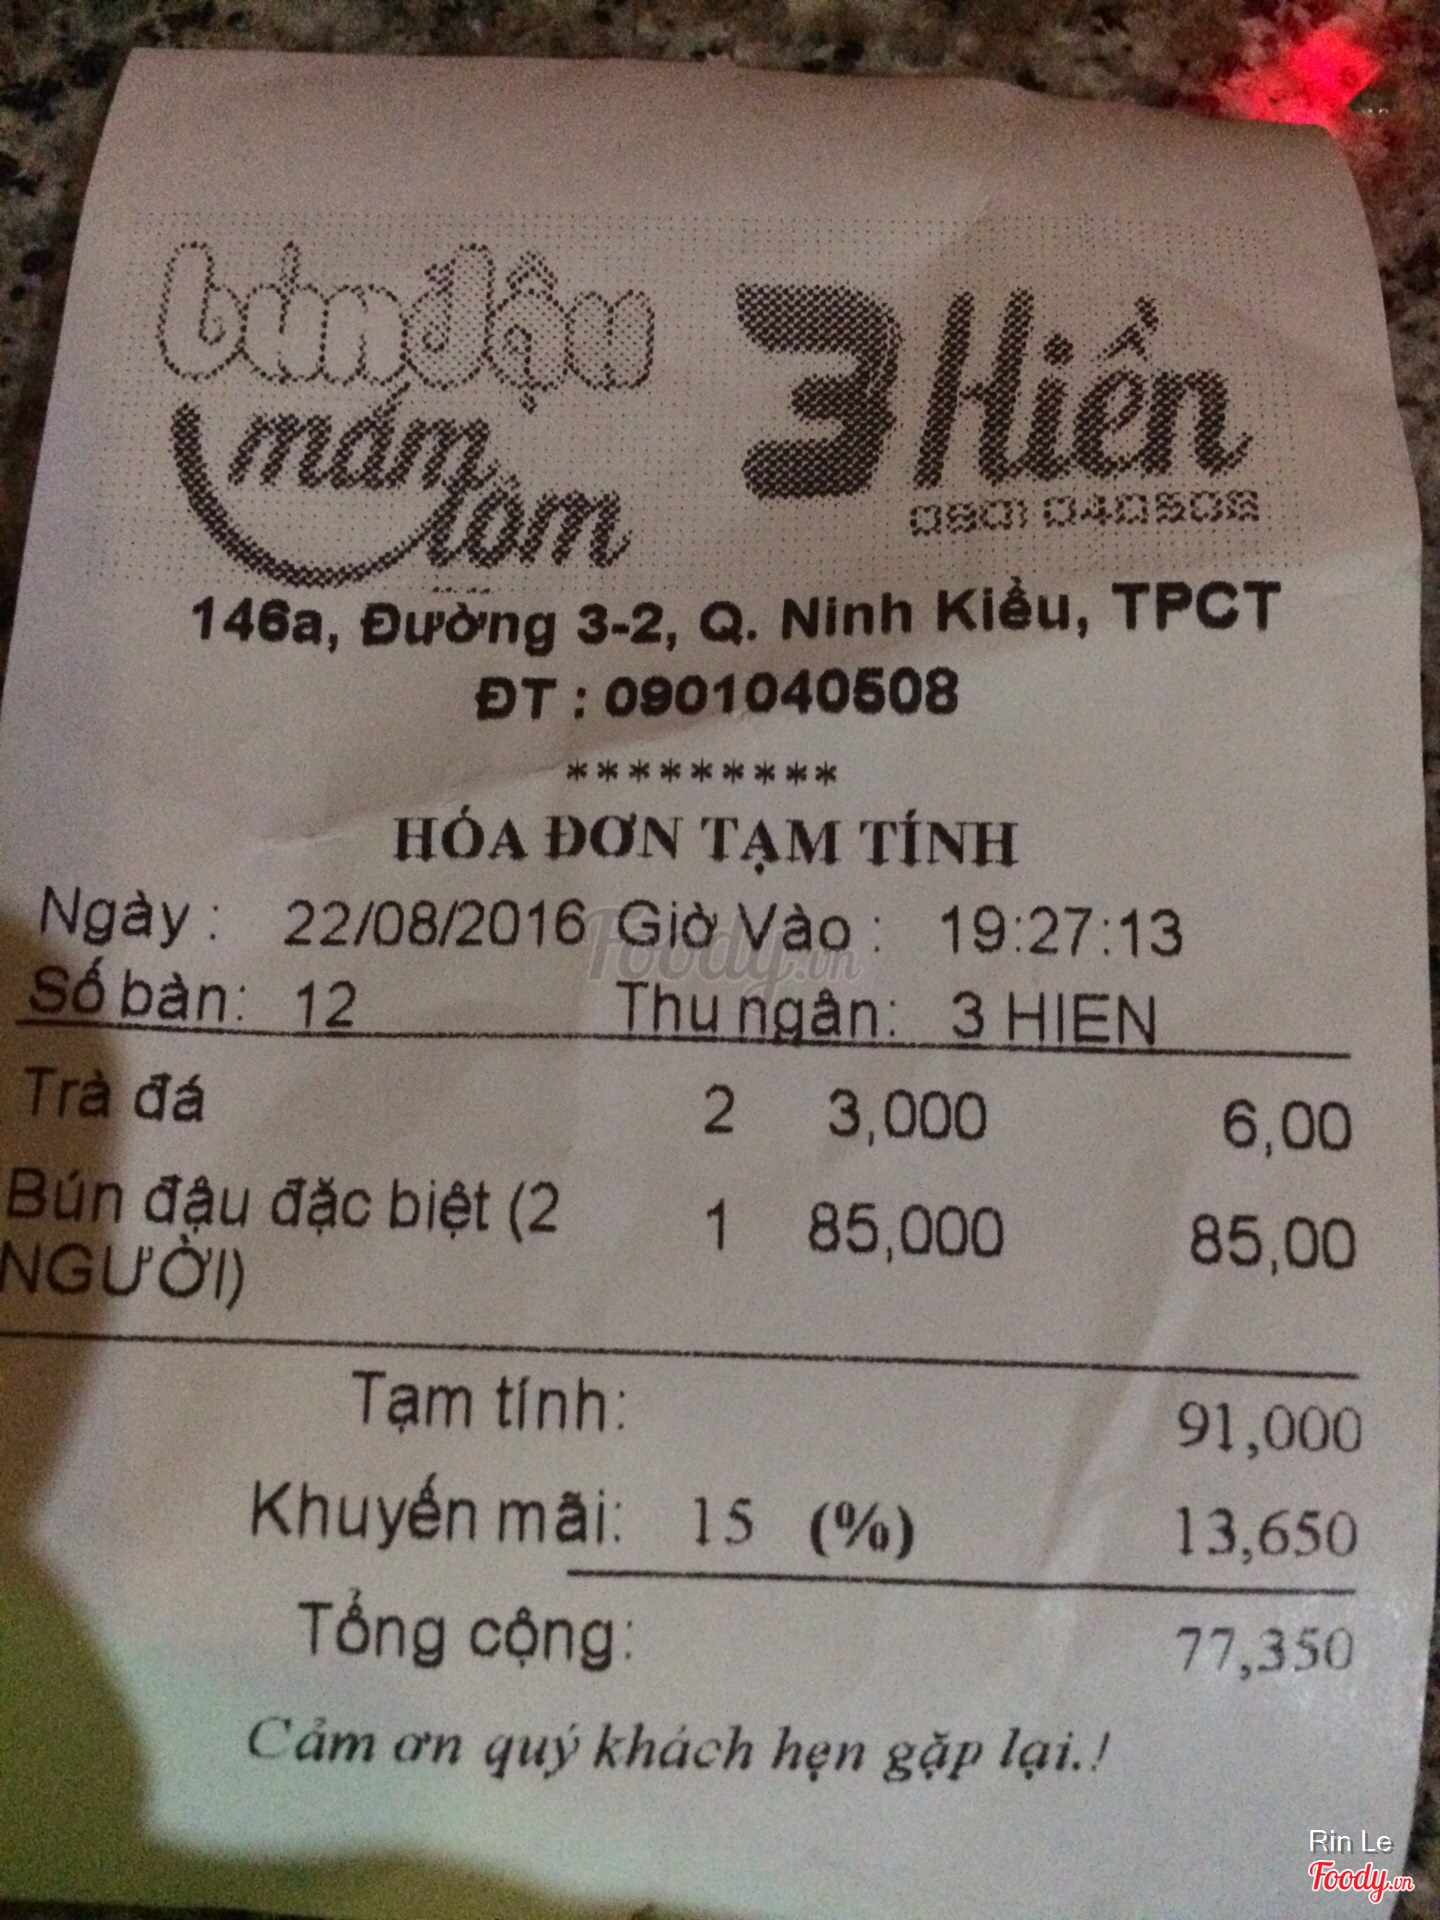 bún đậu
mắm tôm
3 Hiển
0901 040508
146a, Đường 3-2, Q. Ninh Kiều, TPCT
ĐT : 0901040508
*********
HÓA ĐƠN TẠM TÍNH
Ngày : 22/08/2016 Giờ Vào : 19:27:13
Số bàn: 12 Thu ngân: 3 HIEN
Trà đá 2 3,000 6,00
Bún đậu đặc biệt (2 1 85,000 85,00
NGƯỜI)
Tạm tính: 91,000
Khuyến mãi: 15 (%) 13,650
Tổng cộng: 77,350
Cảm ơn quý khách hẹn gặp lại.!
Foody.vn
Rin Le
Foody.vn